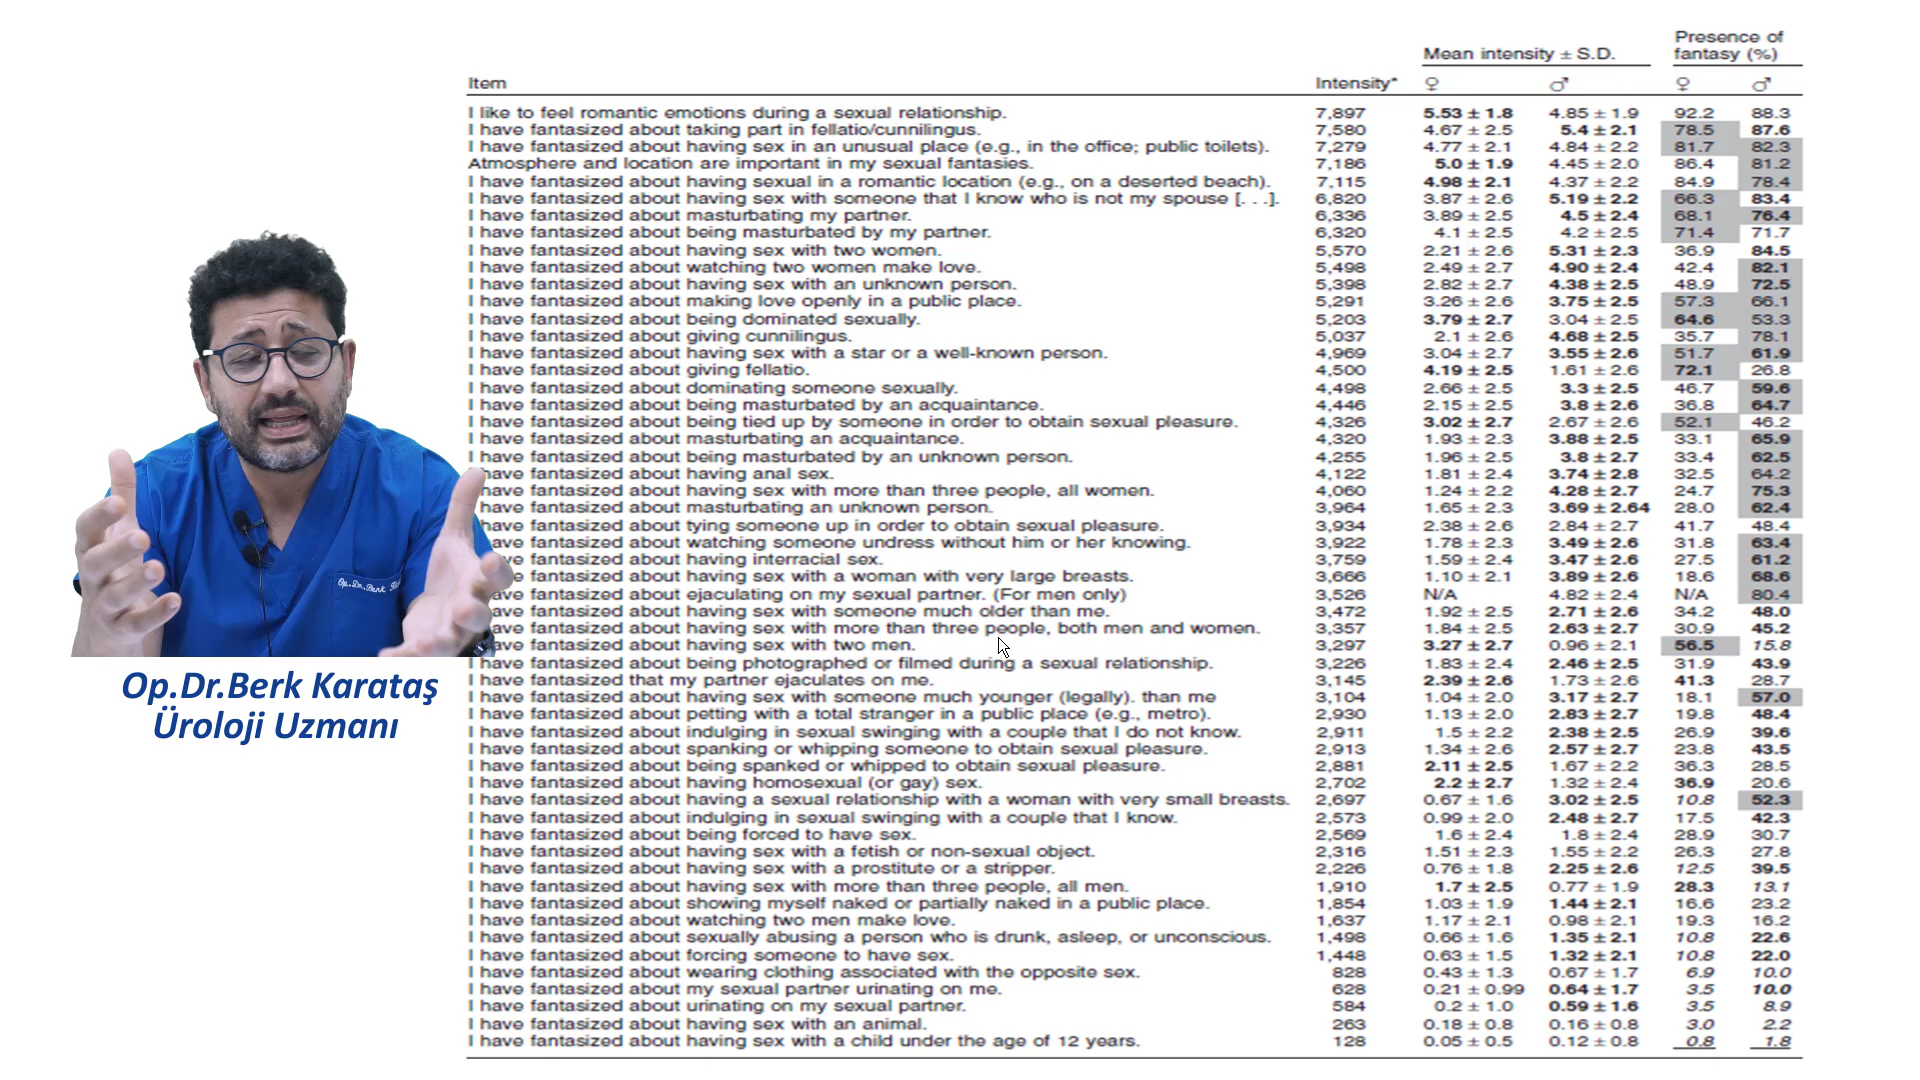 Presence of
Mean intensity ± S.D. fantasy (%)
Item Intensity* ♀ ♂ ♀ ♂
I like to feel romantic emotions during a sexual relationship. 7,897 5.53 ± 1.8 4.85 ± 1.9 92.2 88.3
I have fantasized about taking part in fellatio/cunnilingus. 7,580 4.67 ± 2.5 5.4 ± 2.1 78.5 87.6
I have fantasized about having sex in an unusual place (e.g., in the office; public toilets). 7,279 4.77 ± 2.1 4.84 ± 2.2 81.7 82.3
Atmosphere and location are important in my sexual fantasies. 7,186 5.0 ± 1.9 4.45 ± 2.0 86.4 81.2
I have fantasized about having sexual in a romantic location (e.g., on a deserted beach). 7,115 4.98 ± 2.1 4.37 ± 2.2 84.9 78.4
I have fantasized about having sex with someone that I know who is not my spouse [. . .]. 6,820 3.87 ± 2.6 5.19 ± 2.2 66.3 83.4
I have fantasized about masturbating my partner. 6,336 3.89 ± 2.5 4.5 ± 2.4 68.1 76.4
I have fantasized about being masturbated by my partner. 6,320 4.1 ± 2.5 4.2 ± 2.5 71.4 71.7
I have fantasized about having sex with two women. 5,570 2.21 ± 2.6 5.31 ± 2.3 36.9 84.5
I have fantasized about watching two women make love. 5,498 2.49 ± 2.7 4.90 ± 2.4 42.4 82.1
I have fantasized about having sex with an unknown person. 5,398 2.82 ± 2.7 4.38 ± 2.5 48.9 72.5
I have fantasized about making love openly in a public place. 5,291 3.26 ± 2.6 3.75 ± 2.5 57.3 66.1
I have fantasized about being dominated sexually. 5,203 3.79 ± 2.7 3.04 ± 2.5 64.6 53.3
I have fantasized about giving cunnilingus. 5,037 2.1 ± 2.6 4.68 ± 2.5 35.7 78.1
I have fantasized about having sex with a star or a well-known person. 4,969 3.04 ± 2.7 3.55 ± 2.6 51.7 61.9
I have fantasized about giving fellatio. 4,500 4.19 ± 2.5 1.61 ± 2.6 72.1 26.8
I have fantasized about dominating someone sexually. 4,498 2.66 ± 2.5 3.3 ± 2.5 46.7 59.6
I have fantasized about being masturbated by an acquaintance. 4,446 2.15 ± 2.5 3.8 ± 2.6 36.8 64.7
I have fantasized about being tied up by someone in order to obtain sexual pleasure. 4,326 3.02 ± 2.7 2.67 ± 2.6 52.1 46.2
I have fantasized about masturbating an acquaintance. 4,320 1.93 ± 2.3 3.88 ± 2.5 33.1 65.9
I have fantasized about being masturbated by an unknown person. 4,255 1.96 ± 2.5 3.8 ± 2.7 33.4 62.5
have fantasized about having anal sex. 4,122 1.81 ± 2.4 3.74 ± 2.8 32.5 64.2
have fantasized about having sex with more than three people, all women. 4,060 1.24 ± 2.2 4.28 ± 2.7 24.7 75.3
have fantasized about masturbating an unknown person. 3,964 1.65 ± 2.3 3.69 ± 2.64 28.0 62.4
have fantasized about tying someone up in order to obtain sexual pleasure. 3,934 2.38 ± 2.6 2.84 ± 2.7 41.7 48.4
have fantasized about watching someone undress without him or her knowing. 3,922 1.78 ± 2.3 3.49 ± 2.6 31.8 63.4
fantasized about having interracial sex. 3,759 1.59 ± 2.4 3.47 ± 2.6 27.5 61.2
fantasized about having sex with a woman with very large breasts. 3,666 1.10 ± 2.1 3.89 ± 2.6 18.6 68.6
fantasized about ejaculating on my sexual partner. (For men only) 3,526 N/A 4.82 ± 2.4 N/A 80.4
fantasized about having sex with someone much older than me. 3,472 1.92 ± 2.5 2.71 ± 2.6 34.2 48.0
fantasized about having sex with more than three people, both men and women. 3,357 1.84 ± 2.5 2.63 ± 2.7 30.9 45.2
fantasized about having sex with two men. 3,297 3.27 ± 2.7 0.96 ± 2.1 56.5 15.8
I have fantasized about being photographed or filmed during a sexual relationship. 3,226 1.83 ± 2.4 2.46 ± 2.5 31.9 43.9
I have fantasized that my partner ejaculates on me. 3,145 2.39 ± 2.6 1.73 ± 2.6 41.3 28.7
I have fantasized about having sex with someone much younger (legally). than me 3,104 1.04 ± 2.0 3.17 ± 2.7 18.1 57.0
I have fantasized about petting with a total stranger in a public place (e.g., metro). 2,930 1.13 ± 2.0 2.83 ± 2.7 19.8 48.4
I have fantasized about indulging in sexual swinging with a couple that I do not know. 2,911 1.5 ± 2.2 2.38 ± 2.5 26.9 39.6
I have fantasized about spanking or whipping someone to obtain sexual pleasure. 2,913 1.34 ± 2.6 2.57 ± 2.7 23.8 43.5
I have fantasized about being spanked or whipped to obtain sexual pleasure. 2,881 2.11 ± 2.5 1.67 ± 2.2 36.3 28.5
I have fantasized about having homosexual (or gay) sex. 2,702 2.2 ± 2.7 1.32 ± 2.4 36.9 20.6
I have fantasized about having a sexual relationship with a woman with very small breasts. 2,697 0.67 ± 1.6 3.02 ± 2.5 10.8 52.3
I have fantasized about indulging in sexual swinging with a couple that I know. 2,573 0.99 ± 2.0 2.48 ± 2.7 17.5 42.3
I have fantasized about being forced to have sex. 2,569 1.6 ± 2.4 1.8 ± 2.4 28.9 30.7
I have fantasized about having sex with a fetish or non-sexual object. 2,316 1.51 ± 2.3 1.55 ± 2.2 26.3 27.8
I have fantasized about having sex with a prostitute or a stripper. 2,226 0.76 ± 1.8 2.25 ± 2.6 12.5 39.5
I have fantasized about having sex with more than three people, all men. 1,910 1.7 ± 2.5 0.77 ± 1.9 28.3 13.1
I have fantasized about showing myself naked or partially naked in a public place. 1,854 1.03 ± 1.9 1.44 ± 2.1 16.6 23.2
I have fantasized about watching two men make love. 1,637 1.17 ± 2.1 0.98 ± 2.1 19.3 16.2
I have fantasized about sexually abusing a person who is drunk, asleep, or unconscious. 1,498 0.66 ± 1.6 1.35 ± 2.1 10.8 22.6
I have fantasized about forcing someone to have sex. 1,448 0.63 ± 1.5 1.32 ± 2.1 10.8 22.0
I have fantasized about wearing clothing associated with the opposite sex. 828 0.43 ± 1.3 0.67 ± 1.7 6.9 10.0
I have fantasized about my sexual partner urinating on me. 628 0.21 ± 0.99 0.64 ± 1.7 3.5 10.0
I have fantasized about urinating on my sexual partner. 584 0.2 ± 1.0 0.59 ± 1.6 3.5 8.9
I have fantasized about having sex with an animal. 263 0.18 ± 0.8 0.16 ± 0.8 3.0 2.2
I have fantasized about having sex with a child under the age of 12 years. 128 0.05 ± 0.5 0.12 ± 0.8 0.8 1.8
Op.Dr.Berk
Op.Dr.Berk Karataş
Üroloji Uzmanı